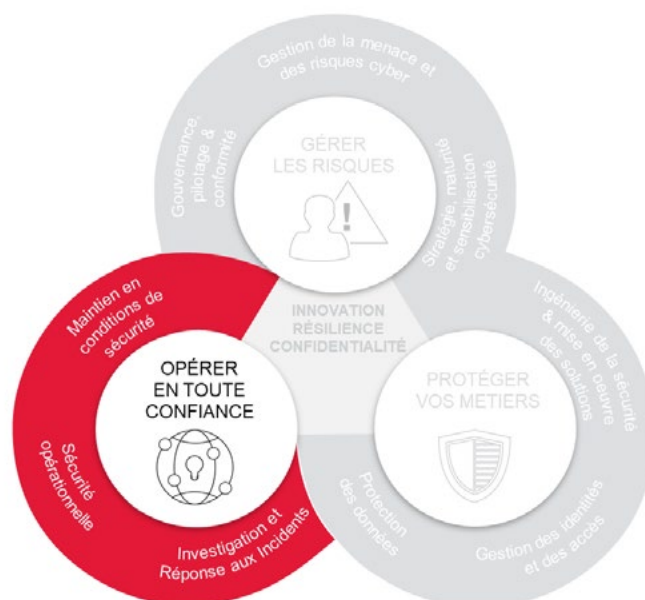 Gestion de la menace et
des risques cyber
Gouvernance,
pilotage &
conformité
GÉRER
LES RISQUES
!
Stratégie, maturité
et sensibilisation
cybersécurité
Maintien en
conditions de
sécurité
INNOVATION
RÉSILIENCE
CONFIDENTIALITÉ
Ingénierie de la sécurité
& mise en oeuvre
des solutions
OPÉRER
EN TOUTE
CONFIANCE
PROTÉGER
VOS METIERS
Sécurité
opérationnelle
Investigation et
Réponse aux Incidents
Protection
des données
Gestion des identités
et des accès